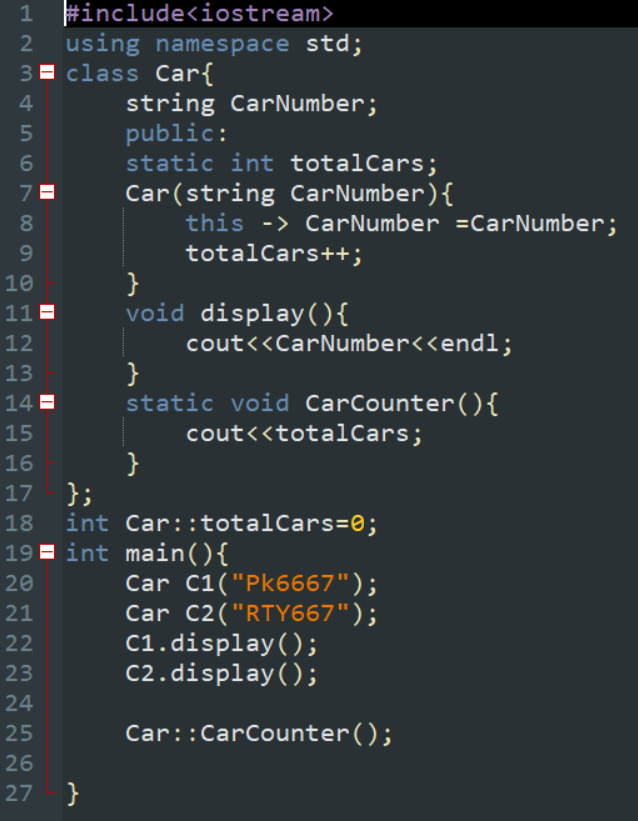 1 #include<iostream>
2 using namespace std;
3 class Car{
4 string CarNumber;
5 public:
6 static int totalCars;
7 Car(string CarNumber){
8 this -> CarNumber =CarNumber;
9 totalCars++;
10 }
11 void display(){
12 cout<<CarNumber<<endl;
13 }
14 static void CarCounter(){
15 cout<<totalCars;
16 }
17 };
18 int Car::totalCars=0;
19 int main(){
20 Car C1("Pk6667");
21 Car C2("RTY667");
22 C1.display();
23 C2.display();
24
25 Car::CarCounter();
26
27 }